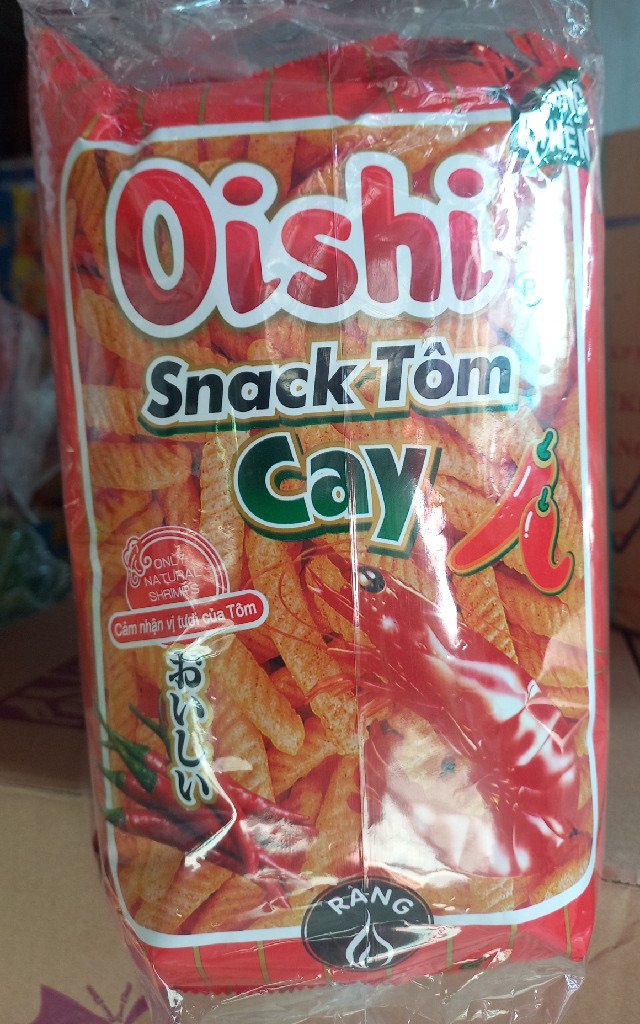 Oishi
Snack Tôm
Cay
ONLY
NATURAL
SHRIMPS
Cảm nhận vị tươi của Tôm
おいしい
RANG